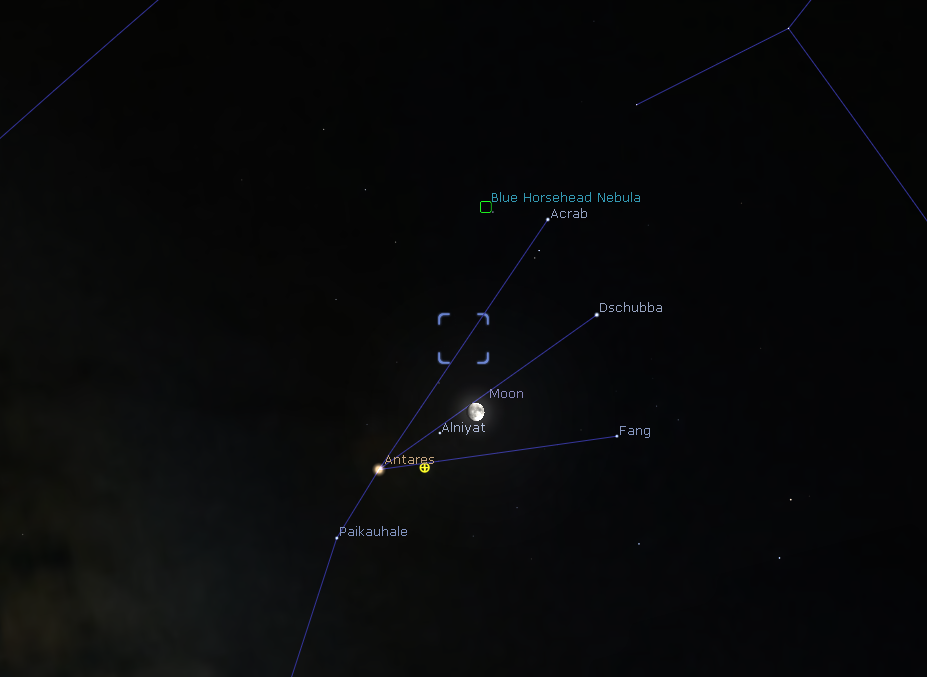 Blue Horsehead Nebula
Acrab
Dschubba
Moon
Alniyat
Fang
Antares
Paikauhale